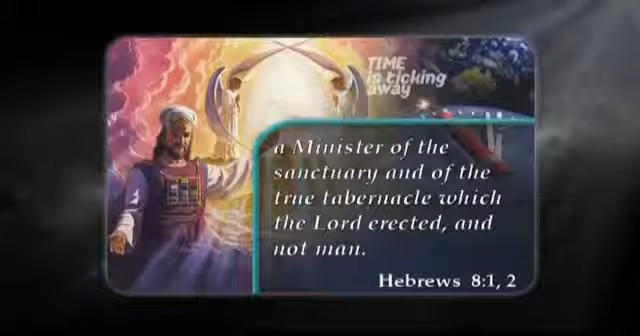 TIME
is ticking
away
a Minister of the
sanctuary and of the
true tabernacle which
the Lord erected, and
not man.
Hebrews 8:1, 2